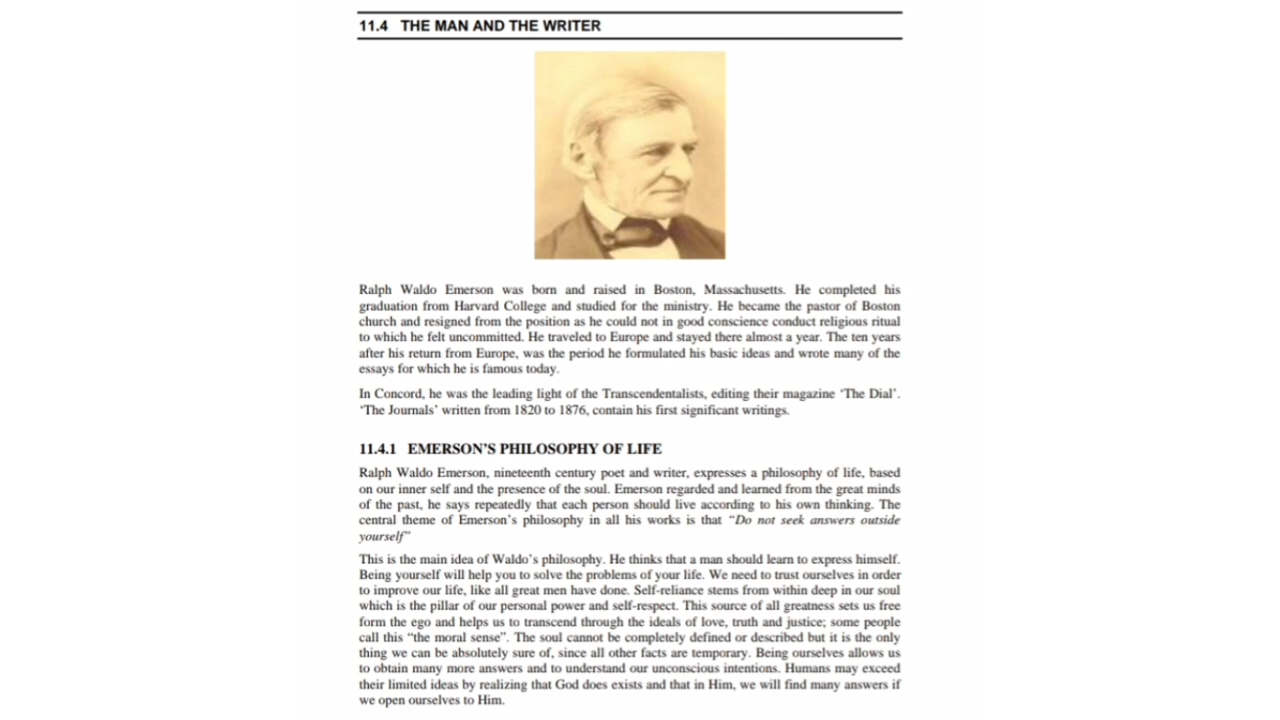 11.4 THE MAN AND THE WRITER
Ralph Waldo Emerson was born and raised in Boston, Massachusetts. He completed his
graduation from Harvard College and studied for the ministry. He became the pastor of Boston
church and resigned from the position as he could not in good conscience conduct religious ritual
to which he felt uncommitted. He traveled to Europe and stayed there almost a year. The ten years
after his return from Europe, was the period he formulated his basic ideas and wrote many of the
essays for which he is famous today.
In Concord, he was the leading light of the Transcendentalists, editing their magazine ‘The Dial’.
‘The Journals’ written from 1820 to 1876, contain his first significant writings.
11.4.1 EMERSON’S PHILOSOPHY OF LIFE
Ralph Waldo Emerson, nineteenth century poet and writer, expresses a philosophy of life, based
on our inner self and the presence of the soul. Emerson regarded and learned from the great minds
of the past, he says repeatedly that each person should live according to his own thinking. The
central theme of Emerson’s philosophy in all his works is that “Do not seek answers outside
yourself”
This is the main idea of Waldo’s philosophy. He thinks that a man should learn to express himself.
Being yourself will help you to solve the problems of your life. We need to trust ourselves in order
to improve our life, like all great men have done. Self-reliance stems from within deep in our soul
which is the pillar of our personal power and self-respect. This source of all greatness sets us free
form the ego and helps us to transcend through the ideals of love, truth and justice; some people
call this “the moral sense”. The soul cannot be completely defined or described but it is the only
thing we can be absolutely sure of, since all other facts are temporary. Being ourselves allows us
to obtain many more answers and to understand our unconscious intentions. Humans may exceed
their limited ideas by realizing that God does exists and that in Him, we will find many answers if
we open ourselves to Him.